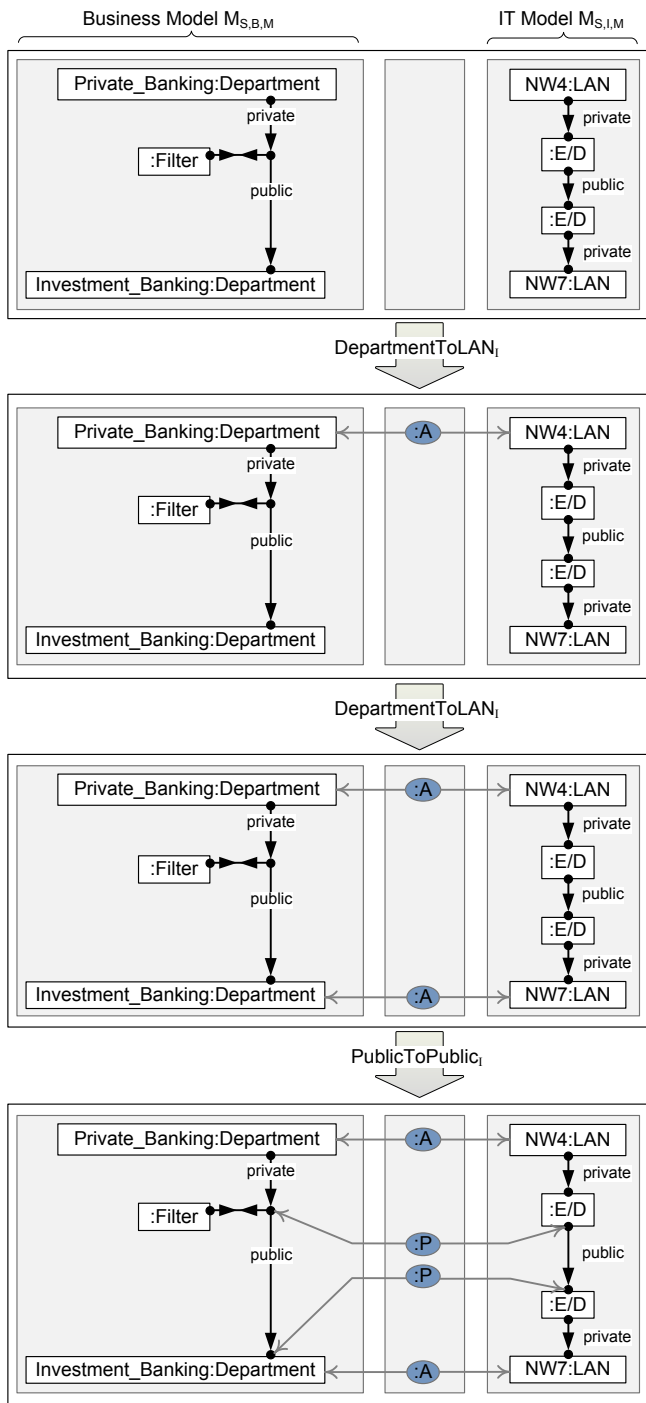 Business Model M_S,B,M IT Model M_S,I,M
Private_Banking:Department NW4:LAN
private private
:Filter :E/D
public public
:E/D
private
Investment_Banking:Department NW7:LAN
DepartmentToLAN_I
Private_Banking:Department :A NW4:LAN
private private
:Filter :E/D
public public
:E/D
private
Investment_Banking:Department NW7:LAN
DepartmentToLAN_I
Private_Banking:Department :A NW4:LAN
private private
:Filter :E/D
public public
:E/D
private
Investment_Banking:Department :A NW7:LAN
PublicToPublic_I
Private_Banking:Department :A NW4:LAN
private private
:Filter :E/D
:P
public public
:P
:E/D
private
Investment_Banking:Department :A NW7:LAN